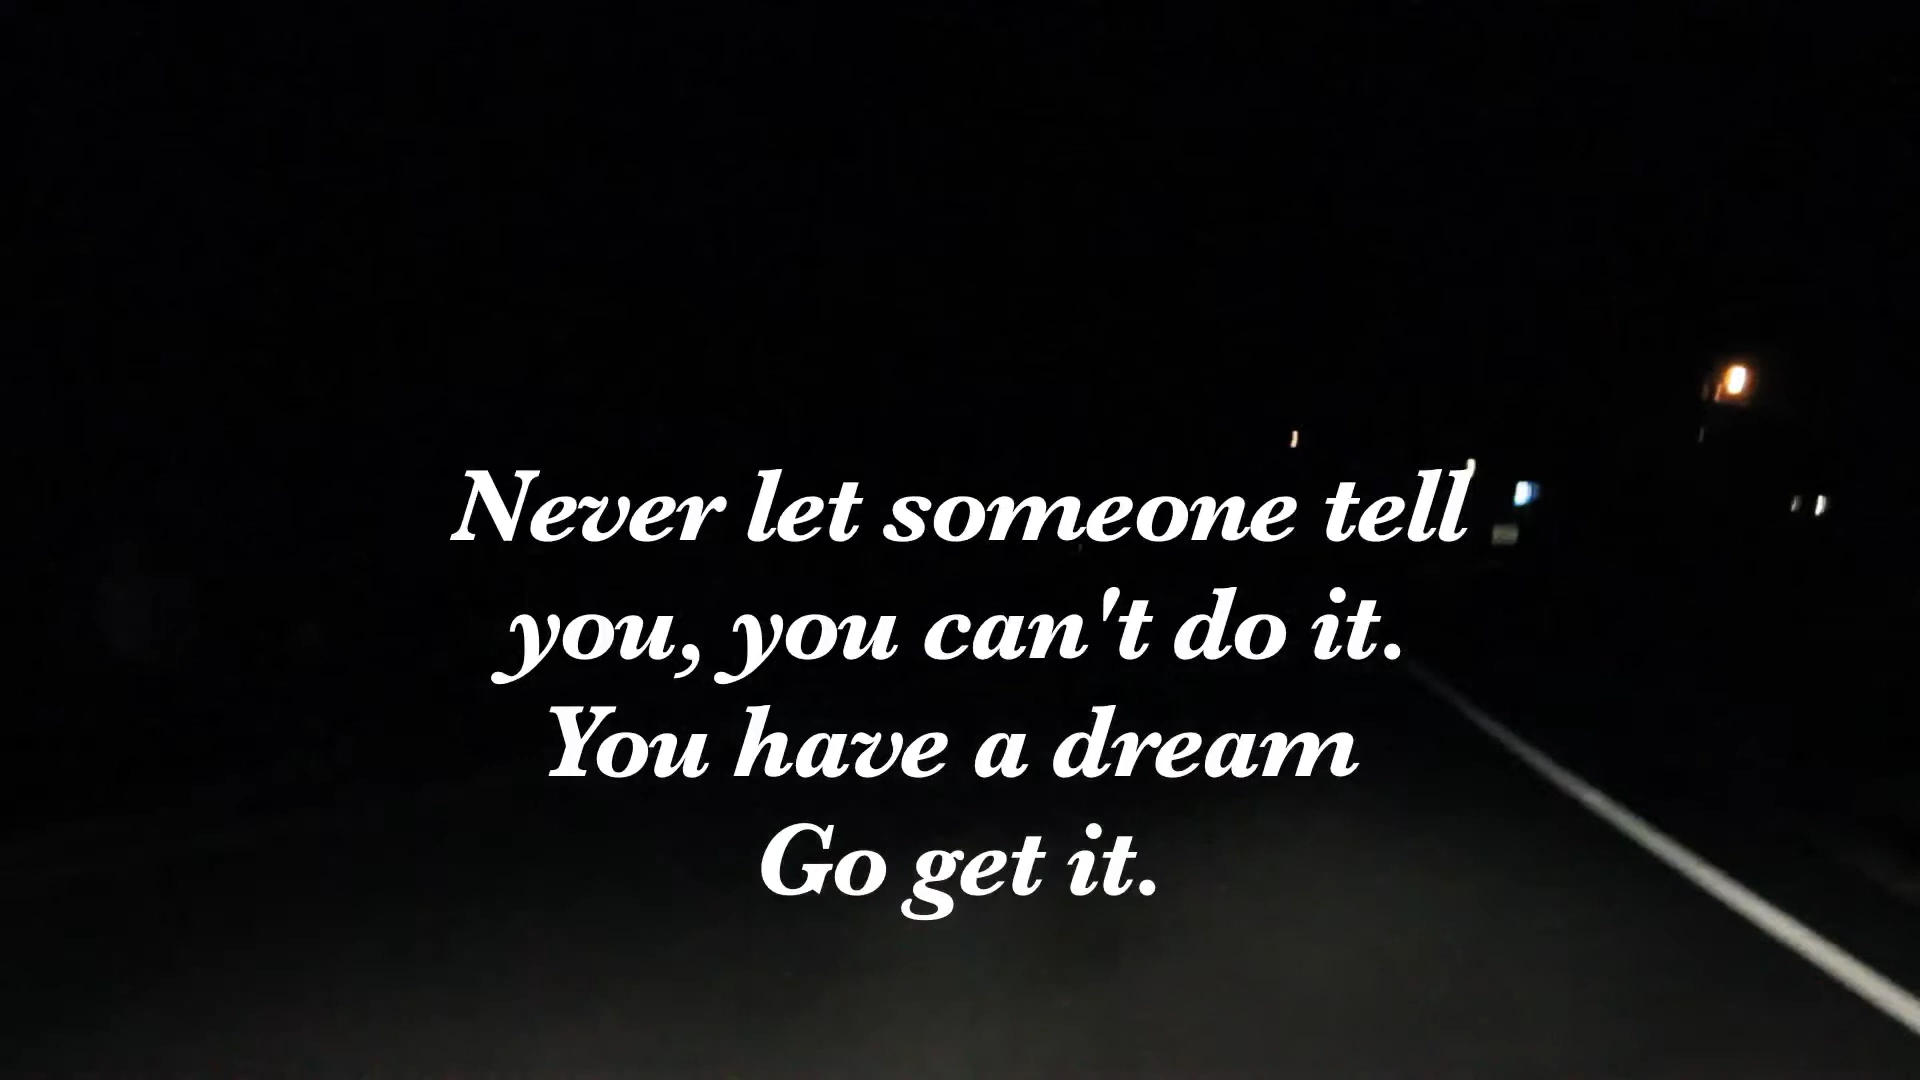 Never let someone tell
you, you can't do it.
You have a dream
Go get it.